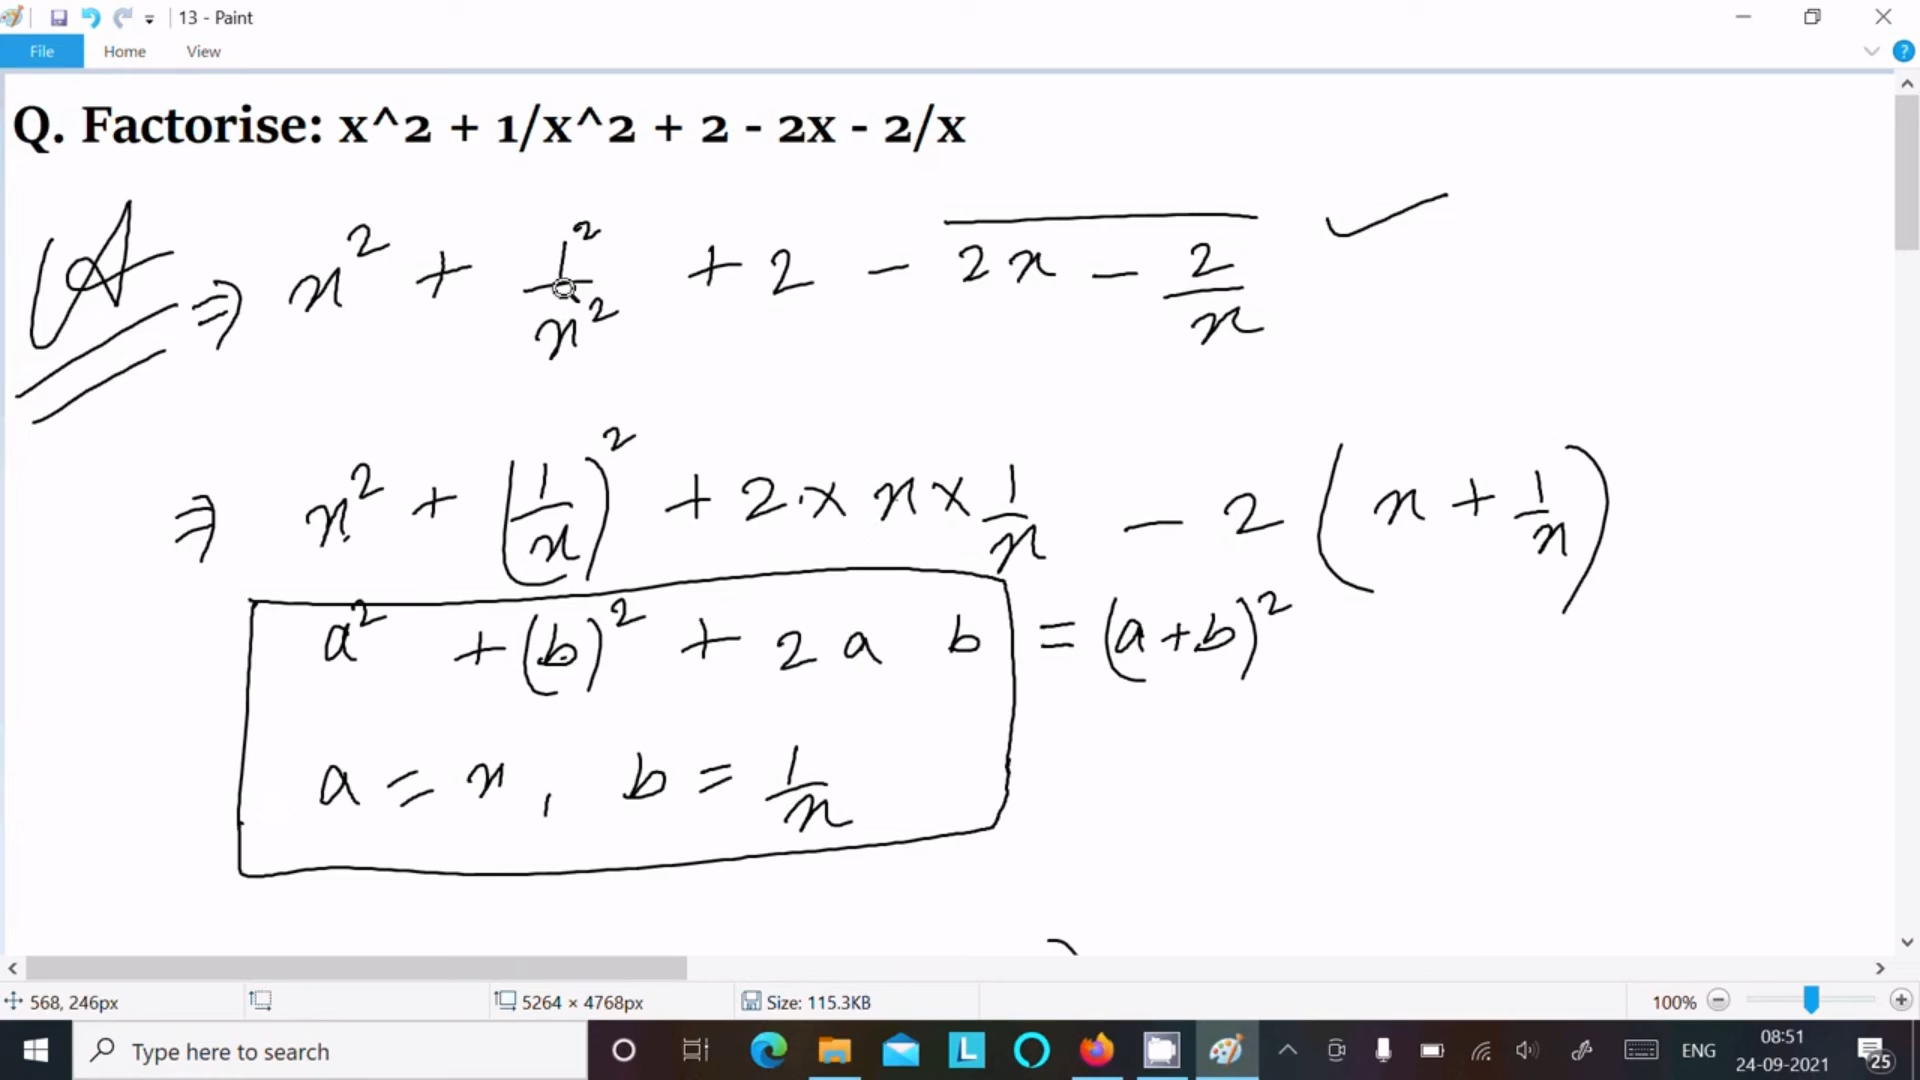 13 - Paint
File Home View
Q. Factorise: x^2 + 1/x^2 + 2 - 2x - 2/x
A ⇒ x² + 1²/x² + 2 - 2x - 2/x ✓
⇒ x² + (1/x)² + 2 × x × 1/x - 2 (x + 1/x)
a² + (b)² + 2 a b = (a+b)²
a = x, b = 1/x
568, 246px 5264 × 4768px Size: 115.3KB 100%
Type here to search L ENG 08:51
24-09-2021 25